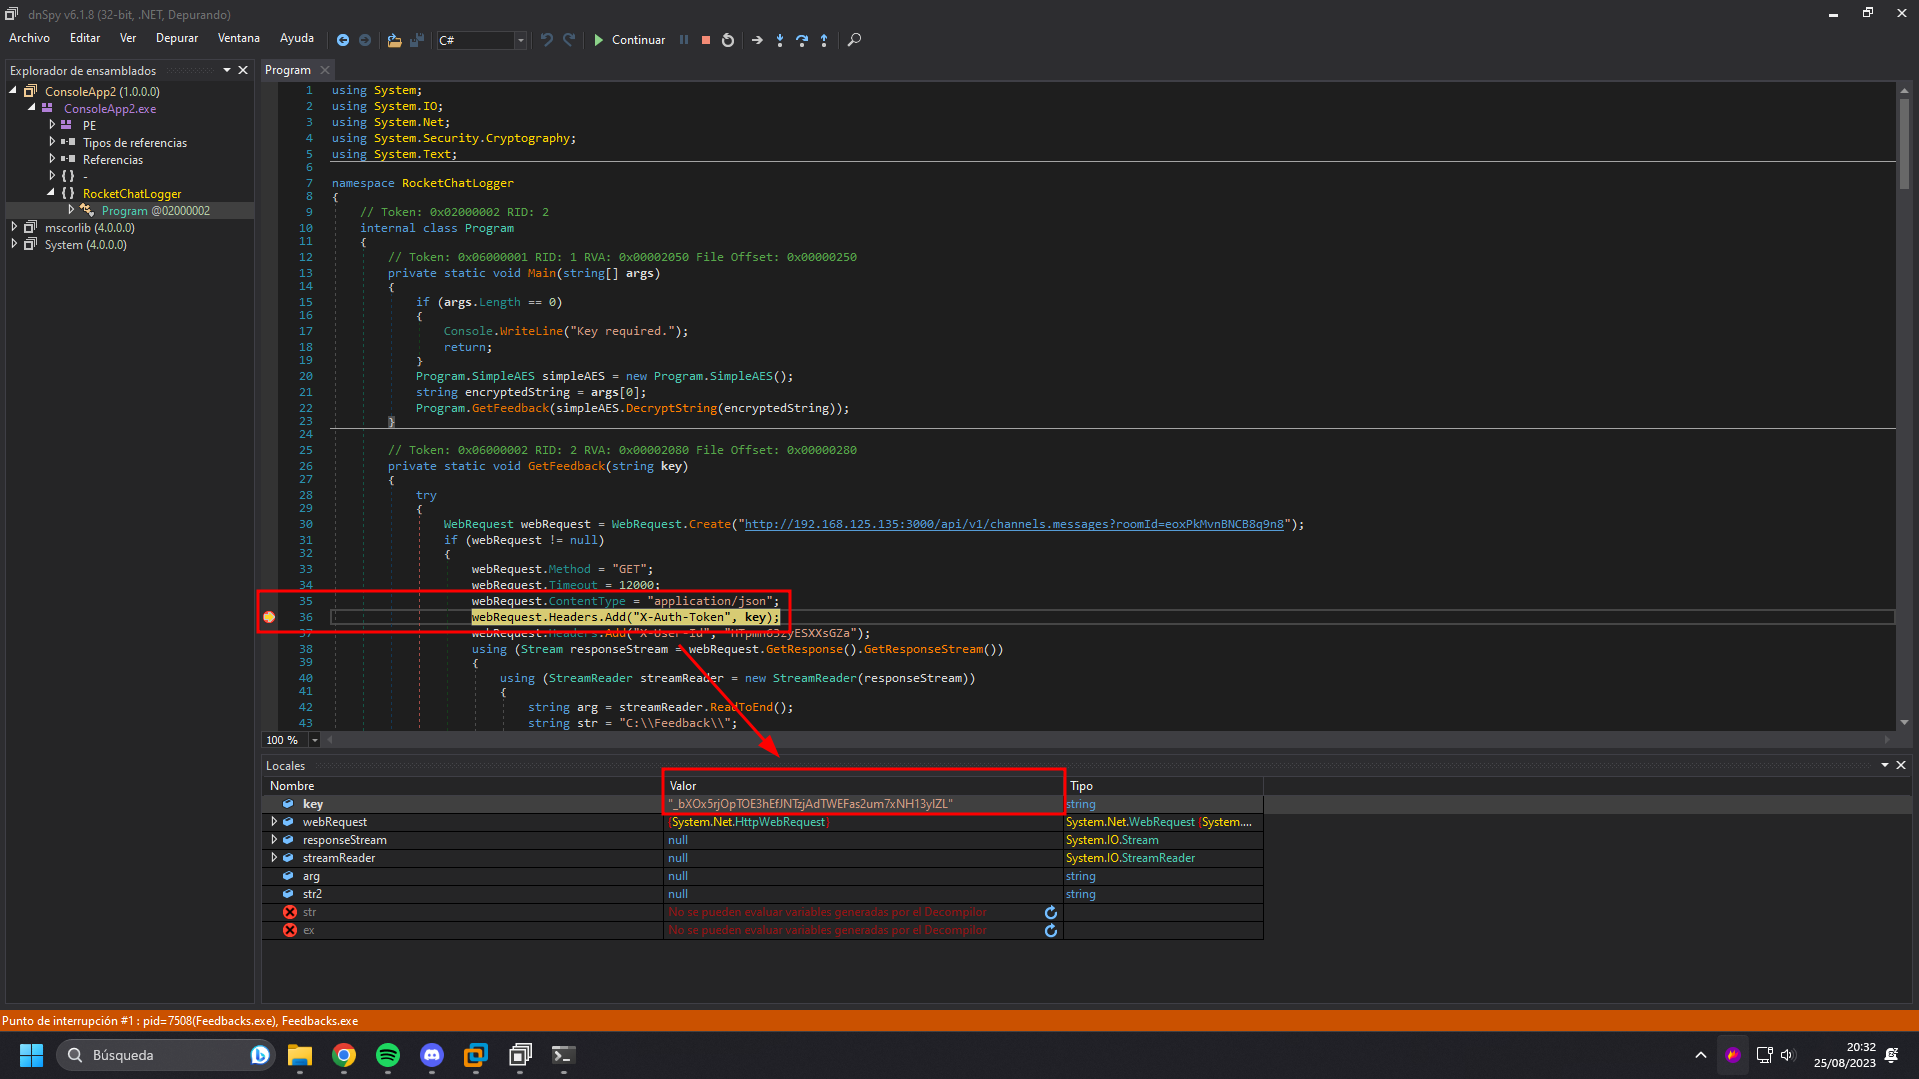 dnSpy v6.1.8 (32-bit, .NET, Depurando)
Archivo Editar Ver Depurar Ventana Ayuda C# Continuar
Explorador de ensamblados
ConsoleApp2 (1.0.0.0)
ConsoleApp2.exe
PE
Tipos de referencias
Referencias
{ } -
{ } RocketChatLogger
Program @02000002
mscorlib (4.0.0.0)
System (4.0.0.0)
Program
1 using System;
2 using System.IO;
3 using System.Net;
4 using System.Security.Cryptography;
5 using System.Text;
6
7 namespace RocketChatLogger
8 {
9 // Token: 0x02000002 RID: 2
10 internal class Program
11 {
12 // Token: 0x06000001 RID: 1 RVA: 0x00002050 File Offset: 0x00000250
13 private static void Main(string[] args)
14 {
15 if (args.Length == 0)
16 {
17 Console.WriteLine("Key required.");
18 return;
19 }
20 Program.SimpleAES simpleAES = new Program.SimpleAES();
21 string encryptedString = args[0];
22 Program.GetFeedback(simpleAES.DecryptString(encryptedString));
23 }
24
25 // Token: 0x06000002 RID: 2 RVA: 0x00002080 File Offset: 0x00000280
26 private static void GetFeedback(string key)
27 {
28 try
29 {
30 WebRequest webRequest = WebRequest.Create("http://192.168.125.135:3000/api/v1/channels.messages?roomId=eoxPkMvnBNCB8q9n8");
31 if (webRequest != null)
32 {
33 webRequest.Method = "GET";
34 webRequest.Timeout = 12000;
35 webRequest.ContentType = "application/json";
36 webRequest.Headers.Add("X-Auth-Token", key);
37 webRequest.Headers.Add("X-User-Id",
38 using (Stream responseStream = webRequest.GetResponse().GetResponseStream())
39 {
40 using (StreamReader streamReader = new StreamReader(responseStream))
41 {
42 string arg = streamReader.ReadToEnd();
43 string str = "C:\\Feedback\\";
100 %
Locales
Nombre Valor Tipo
key "_bXOx5rjOpTOE3hEfJNTzjAdTWEFas2um7xNH13yIZL" string
webRequest {System.Net.HttpWebRequest} System.Net.WebRequest {System....
responseStream null System.IO.Stream
streamReader null System.IO.StreamReader
arg null string
str2 null string
str No se pueden evaluar variables generadas por el Decompilor
ex No se pueden evaluar variables generadas por el Decompilor
Punto de interrupción #1 : pid=7508(Feedbacks.exe), Feedbacks.exe
Búsqueda
20:32
25/08/2023